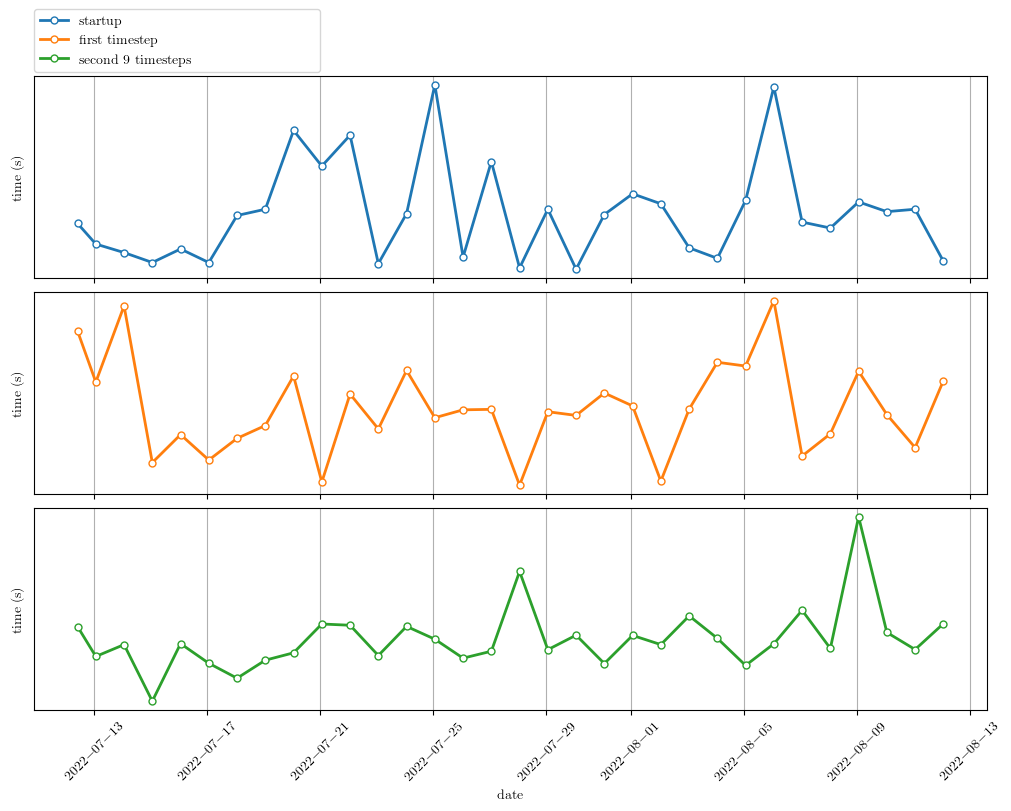 startup
first timestep
second 9 timesteps
time (s)
time (s)
time (s)
2022−07−13
2022−07−17
2022−07−21
2022−07−25
2022−07−29
2022−08−01
2022−08−05
2022−08−09
2022−08−13
date